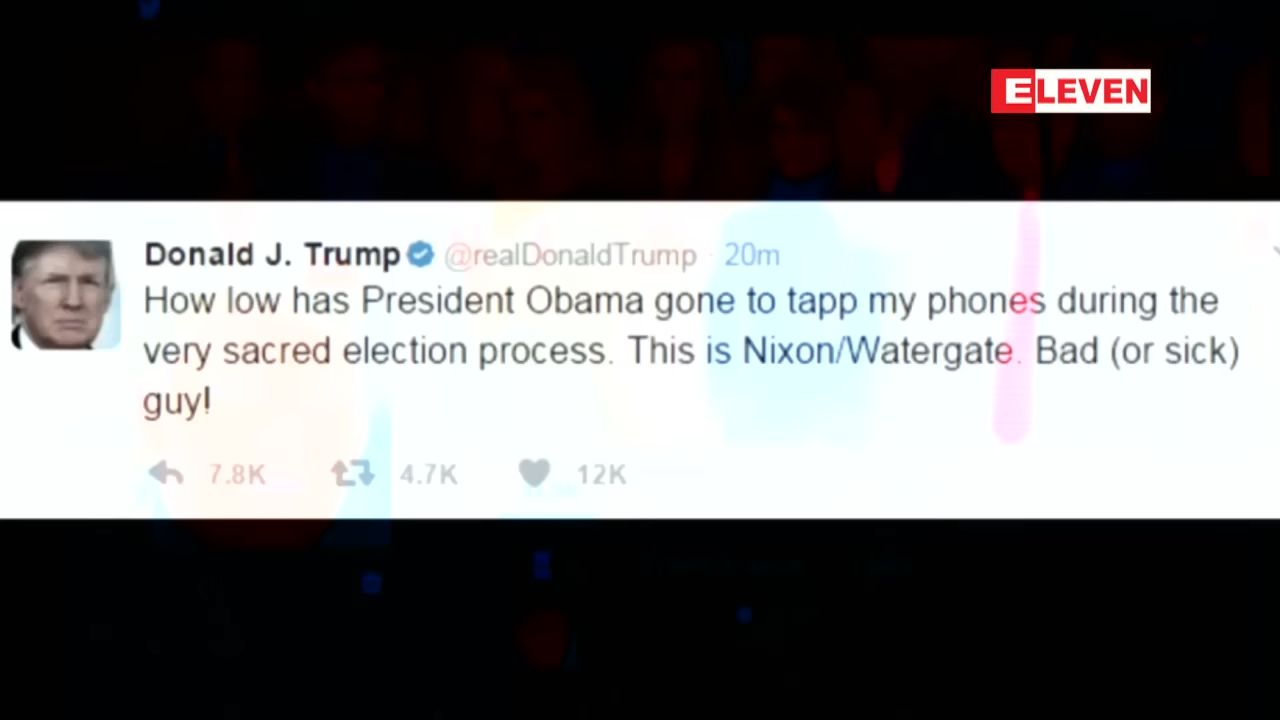 ELEVEN
Donald J. Trump @realDonaldTrump · 20m
How low has President Obama gone to tapp my phones during the
very sacred election process. This is Nixon/Watergate. Bad (or sick)
guy!
7.8K 4.7K 12K